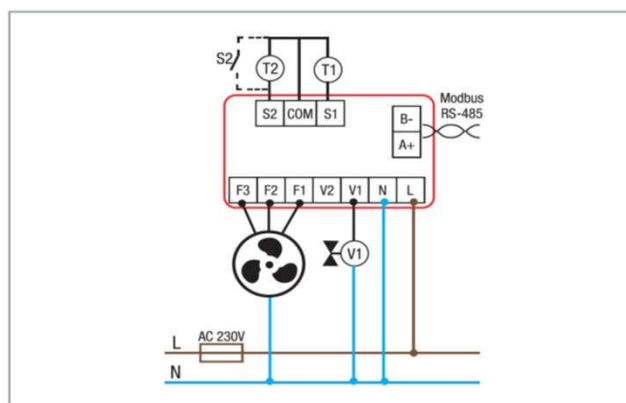 S2
T2
T1
S2 COM S1
Modbus
RS-485
B-
A+
F3 F2 F1 V2 V1 N L
V1
L
AC 230V
N